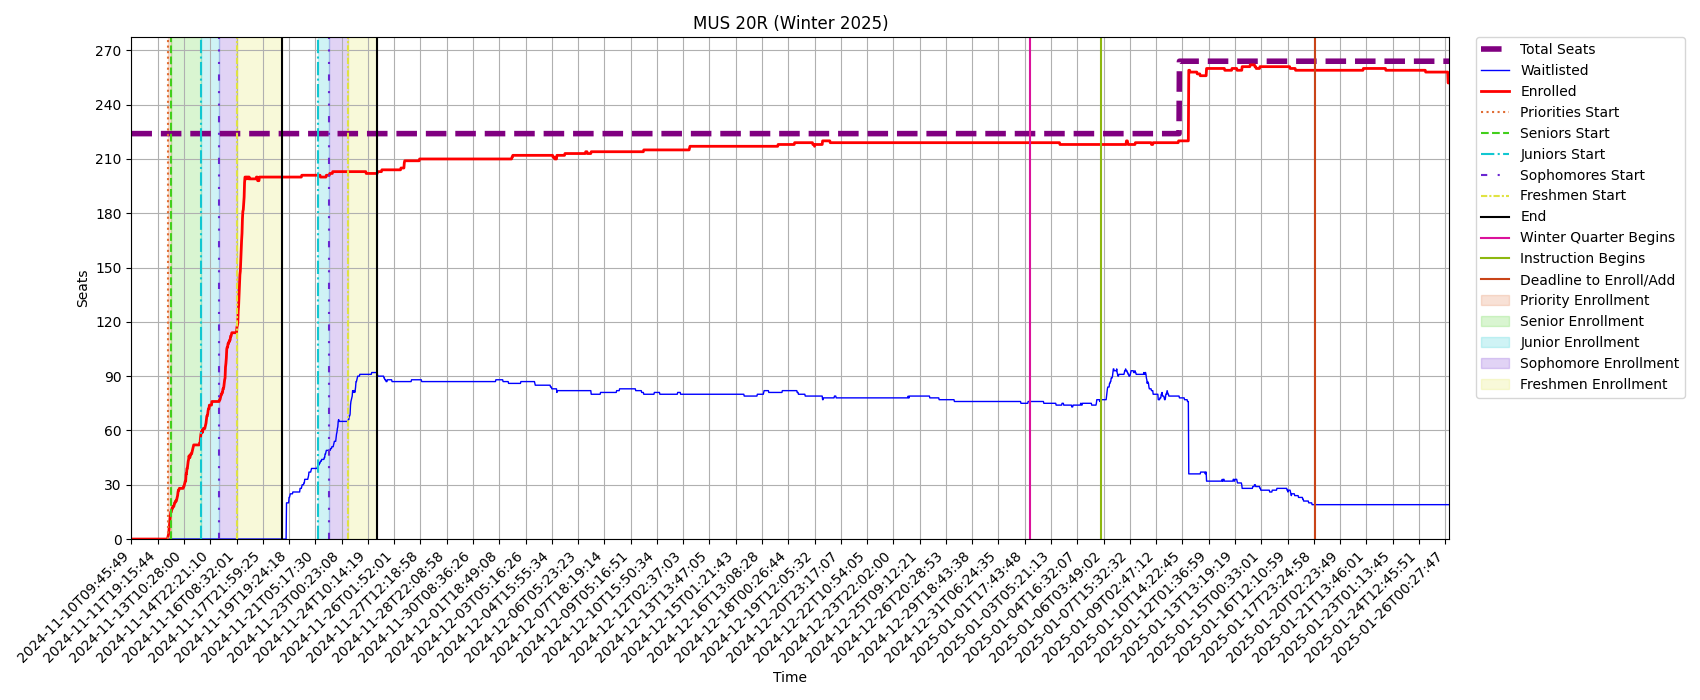 MUS 20R (Winter 2025)
270
240
210
180
150
120
90
60
30
0
Seats
2024-11-10T09:45:49
2024-11-11T19:15:44
2024-11-13T10:28:00
2024-11-14T22:21:10
2024-11-16T08:32:01
2024-11-17T21:59:25
2024-11-19T19:24:18
2024-11-21T05:17:30
2024-11-23T00:23:08
2024-11-24T10:14:19
2024-11-26T01:52:01
2024-11-27T12:18:58
2024-11-28T22:08:56
2024-11-30T08:36:26
2024-12-01T18:49:08
2024-12-03T05:16:26
2024-12-04T15:55:34
2024-12-06T05:23:23
2024-12-07T18:19:14
2024-12-09T05:16:51
2024-12-10T15:50:34
2024-12-12T02:37:03
2024-12-13T13:47:05
2024-12-15T01:21:43
2024-12-16T13:08:28
2024-12-18T00:26:44
2024-12-19T12:05:32
2024-12-20T23:17:07
2024-12-22T10:54:05
2024-12-23T22:02:00
2024-12-25T09:12:21
2024-12-26T20:28:53
2024-12-29T18:43:38
2024-12-31T06:24:35
2025-01-01T17:43:48
2025-01-03T05:21:13
2025-01-04T16:32:07
2025-01-06T03:49:02
2025-01-07T15:32:32
2025-01-09T02:47:12
2025-01-10T14:22:45
2025-01-12T01:36:59
2025-01-13T13:19:19
2025-01-15T00:33:01
2025-01-16T12:10:59
2025-01-17T23:24:58
2025-01-20T02:23:49
2025-01-21T13:46:01
2025-01-23T01:13:45
2025-01-24T12:45:51
2025-01-26T00:27:47
Time
Total Seats
Waitlisted
Enrolled
Priorities Start
Seniors Start
Juniors Start
Sophomores Start
Freshmen Start
End
Winter Quarter Begins
Instruction Begins
Deadline to Enroll/Add
Priority Enrollment
Senior Enrollment
Junior Enrollment
Sophomore Enrollment
Freshmen Enrollment